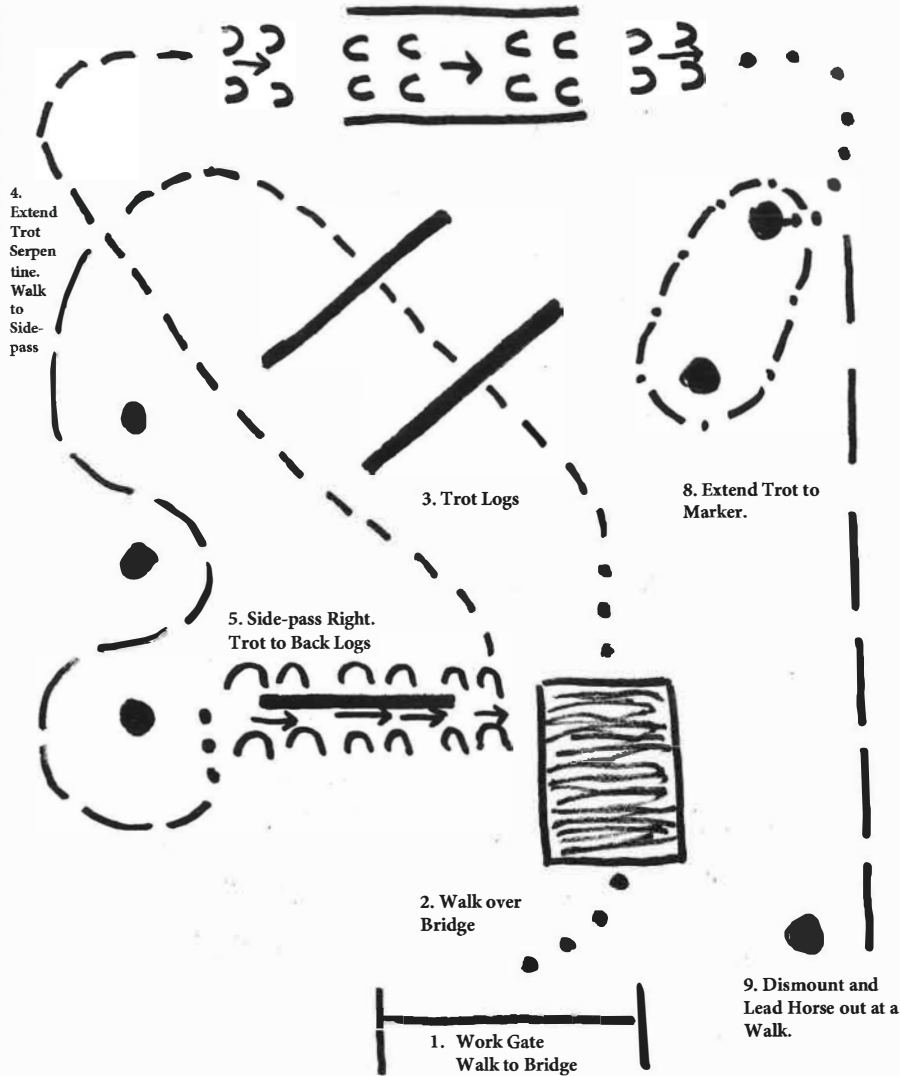 4.
Extend
Trot
Serpen
tine.
Walk
to
Side-
pass
3. Trot Logs
8. Extend Trot to
Marker.
5. Side-pass Right.
Trot to Back Logs
2. Walk over
Bridge
9. Dismount and
Lead Horse out at a
Walk.
1. Work Gate
Walk to Bridge